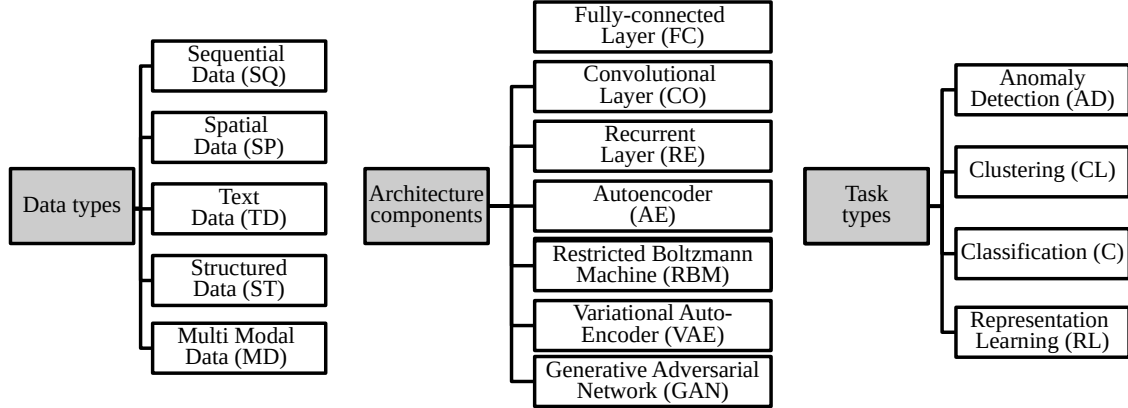 Data types
Sequential
Data (SQ)
Spatial
Data (SP)
Text
Data (TD)
Structured
Data (ST)
Multi Modal
Data (MD)
Architecture
components
Fully-connected
Layer (FC)
Convolutional
Layer (CO)
Recurrent
Layer (RE)
Autoencoder
(AE)
Restricted Boltzmann
Machine (RBM)
Variational Auto-
Encoder (VAE)
Generative Adversarial
Network (GAN)
Task
types
Anomaly
Detection (AD)
Clustering (CL)
Classification (C)
Representation
Learning (RL)